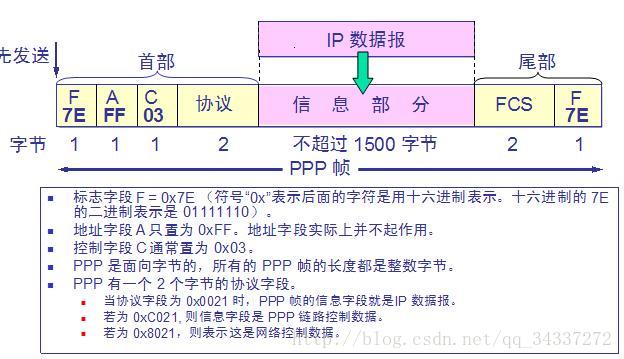 IP 数据报
先发送
首部
尾部
F
7E
A
FF
C
03
协议
信 息 部 分
FCS
F
7E
字节
1
1
1
2
不超过 1500 字节
2
1
PPP 帧
标志字段 F = 0x7E （符号“0x”表示后面的字符是用十六进制表示。十六进制的 7E
的二进制表示是 01111110）。
地址字段 A 只置为 0xFF。地址字段实际上并不起作用。
控制字段 C 通常置为 0x03。
PPP 是面向字节的，所有的 PPP 帧的长度都是整数字节。
PPP 有一个 2 个字节的协议字段。
当协议字段为 0x0021 时，PPP 帧的信息字段就是IP 数据报。
若为 0xC021, 则信息字段是 PPP 链路控制数据。
若为 0x8021，则表示这是网络控制数据。
http://blog.csdn.net/qq_34337272